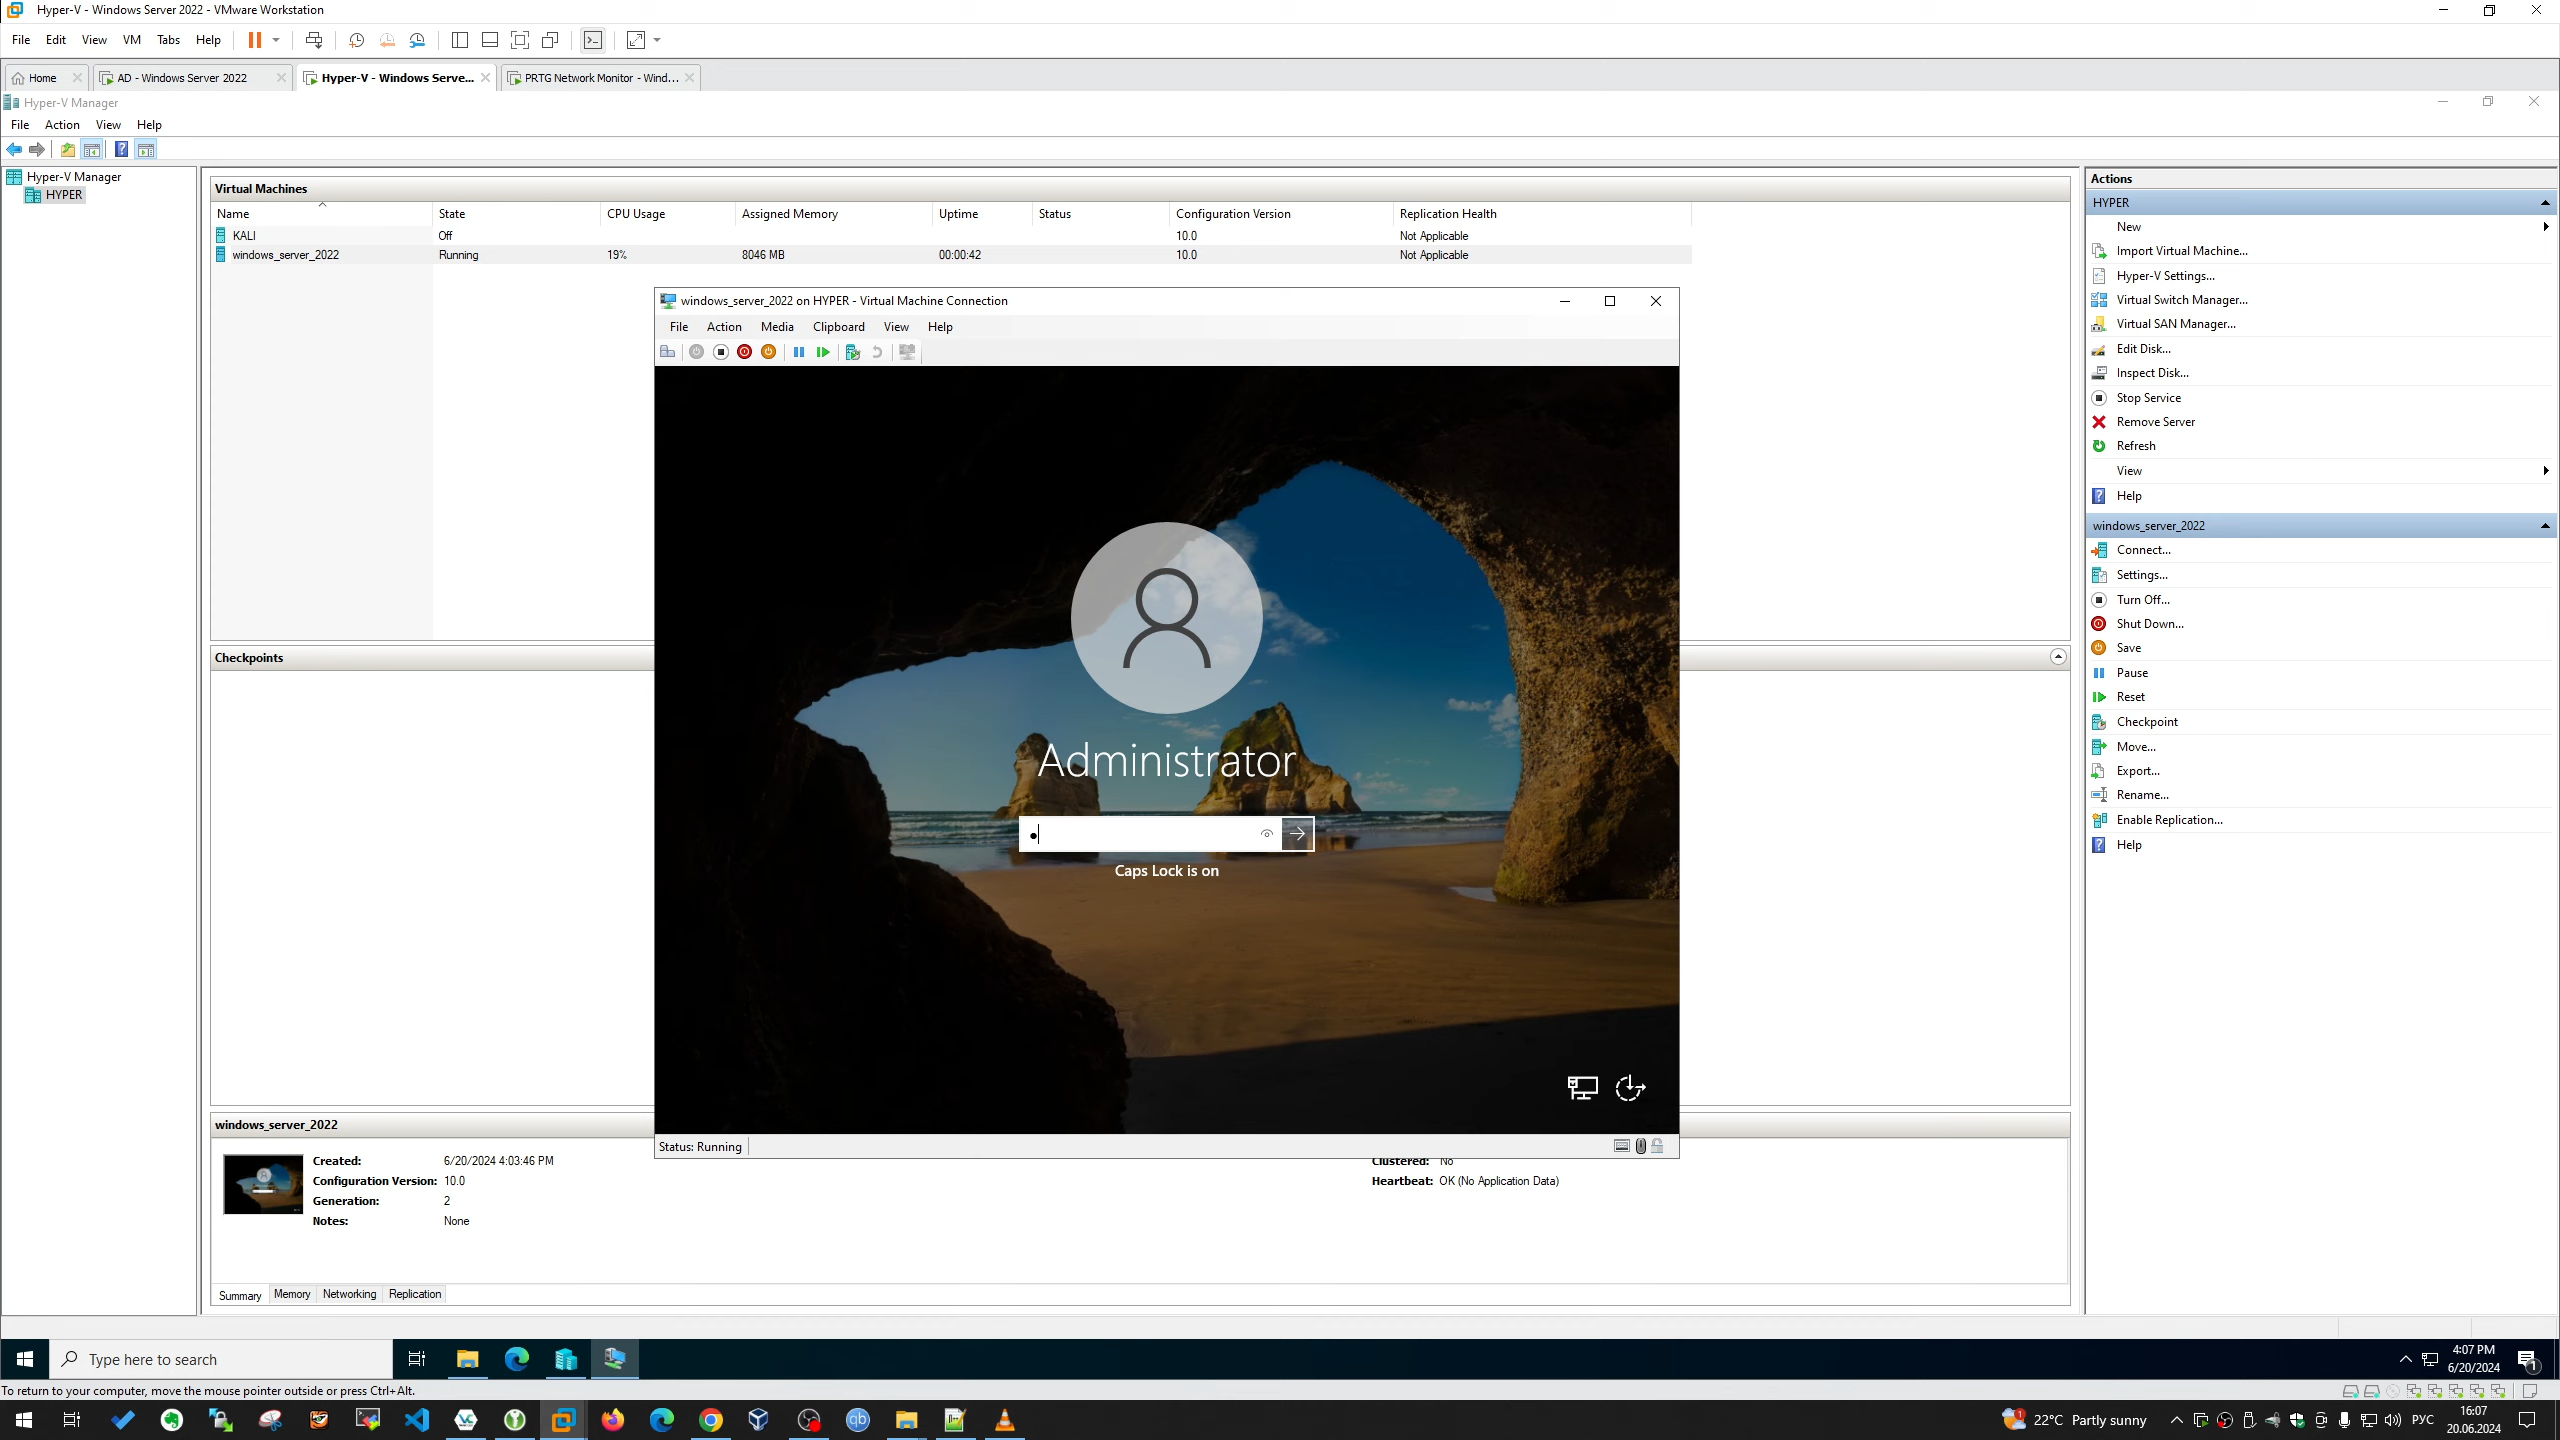 Hyper-V - Windows Server 2022 - VMware Workstation
File Edit View VM Tabs Help
Home AD - Windows Server 2022 Hyper-V - Windows Serve... PRTG Network Monitor - Wind...
Hyper-V Manager
File Action View Help
Hyper-V Manager
HYPER
Virtual Machines
Name State CPU Usage Assigned Memory Uptime Status Configuration Version Replication Health
KALI Off 10.0 Not Applicable
windows_server_2022 Running 19% 8046 MB 00:00:42 10.0 Not Applicable
windows_server_2022 on HYPER - Virtual Machine Connection
File Action Media Clipboard View Help
Administrator
Caps Lock is on
Status: Running
Checkpoints
windows_server_2022
Created: 6/20/2024 4:03:46 PM
Configuration Version: 10.0
Generation: 2
Notes: None
Clustered: No
Heartbeat: OK (No Application Data)
Summary Memory Networking Replication
Actions
HYPER
New
Import Virtual Machine...
Hyper-V Settings...
Virtual Switch Manager...
Virtual SAN Manager...
Edit Disk...
Inspect Disk...
Stop Service
Remove Server
Refresh
View
Help
windows_server_2022
Connect...
Settings...
Turn Off...
Shut Down...
Save
Pause
Reset
Checkpoint
Move...
Export...
Rename...
Enable Replication...
Help
Type here to search
4:07 PM
6/20/2024
1
To return to your computer, move the mouse pointer outside or press Ctrl+Alt.
qb
1
22°C Partly sunny
РУС
16:07
20.06.2024